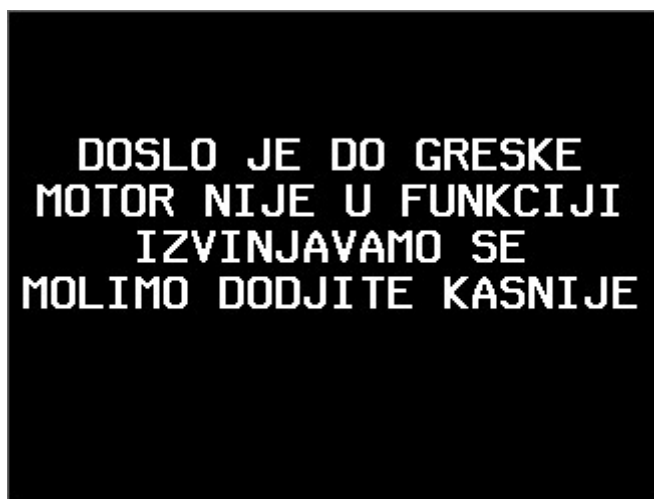 DOSLO JE DO GRESKE
MOTOR NIJE U FUNKCIJI
IZVINJAVAMO SE
MOLIMO DODJITE KASNIJE